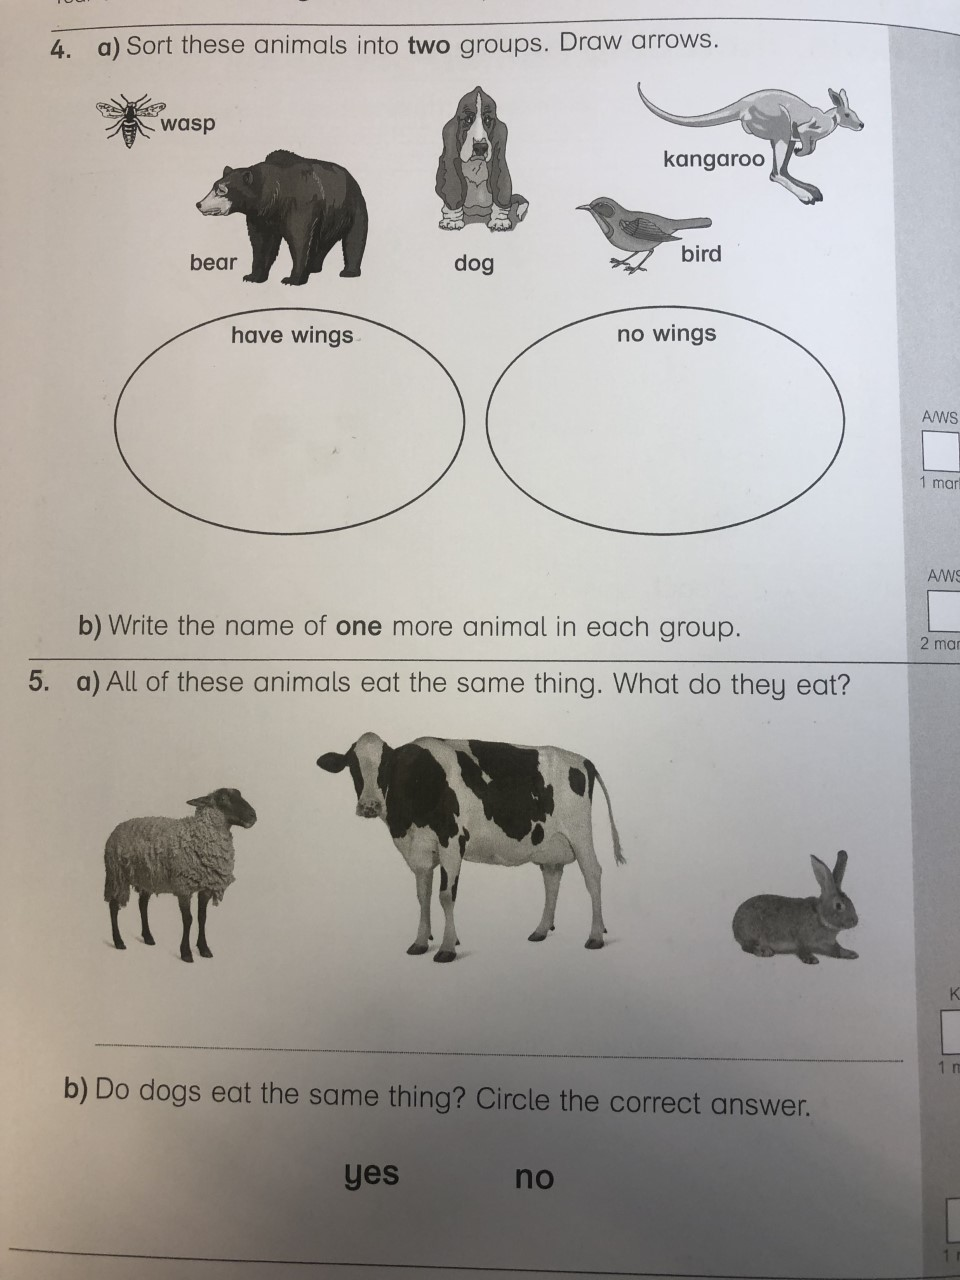 4. a) Sort these animals into two groups. Draw arrows.
wasp
kangaroo
bear
dog
bird
have wings
no wings
A/WS
1 mar
b) Write the name of one more animal in each group.
A/WS
2 mar
5. a) All of these animals eat the same thing. What do they eat?
K
1 m
b) Do dogs eat the same thing? Circle the correct answer.
yes no
1